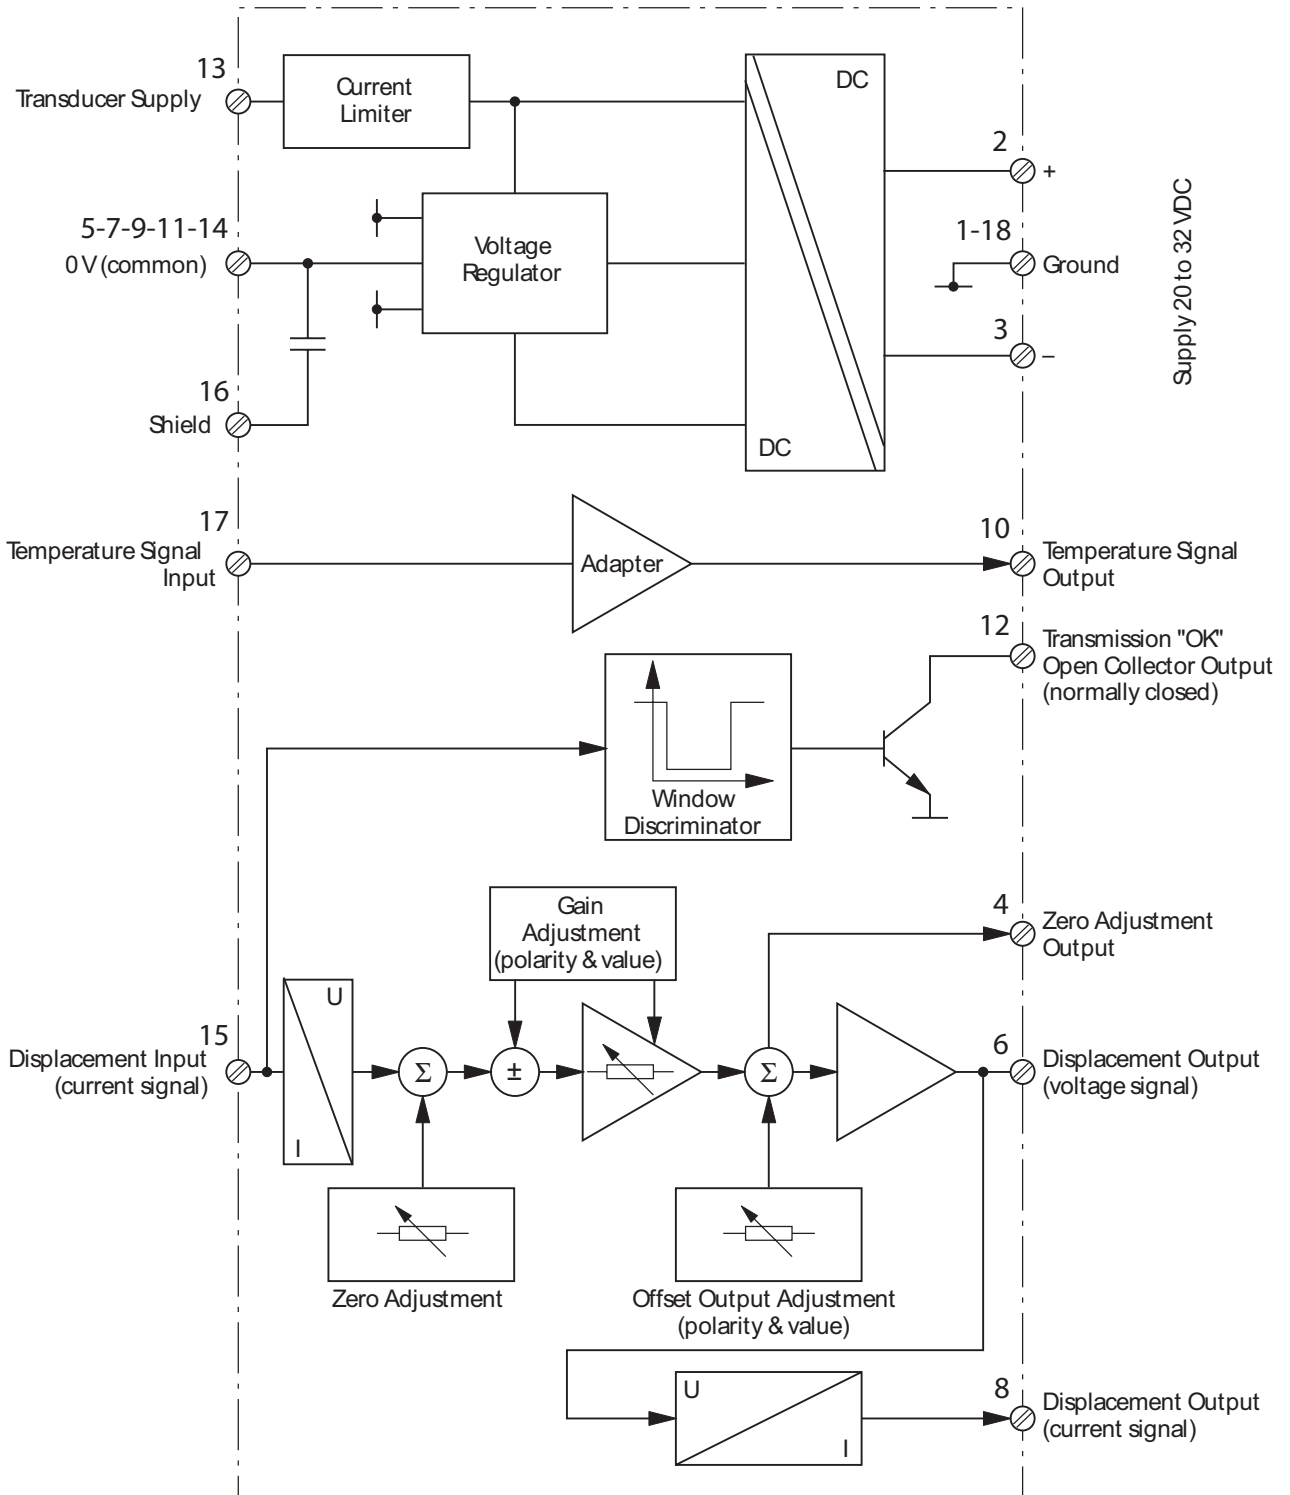 13
Transducer Supply
Current
Limiter
DC
2
+
5-7-9-11-14
0 V (common)
Voltage
Regulator
1-18
Ground
Supply 20 to 32 VDC
3
–
16
Shield
DC
17
Temperature Signal
Input
Adapter
10
Temperature Signal
Output
12
Transmission "OK"
Open Collector Output
(normally closed)
Window
Discriminator
Gain
Adjustment
(polarity & value)
4
Zero Adjustment
Output
15
Displacement Input
(current signal)
U
I
Σ
±
Σ
6
Displacement Output
(voltage signal)
Zero Adjustment
Offset Output Adjustment
(polarity & value)
U
I
8
Displacement Output
(current signal)